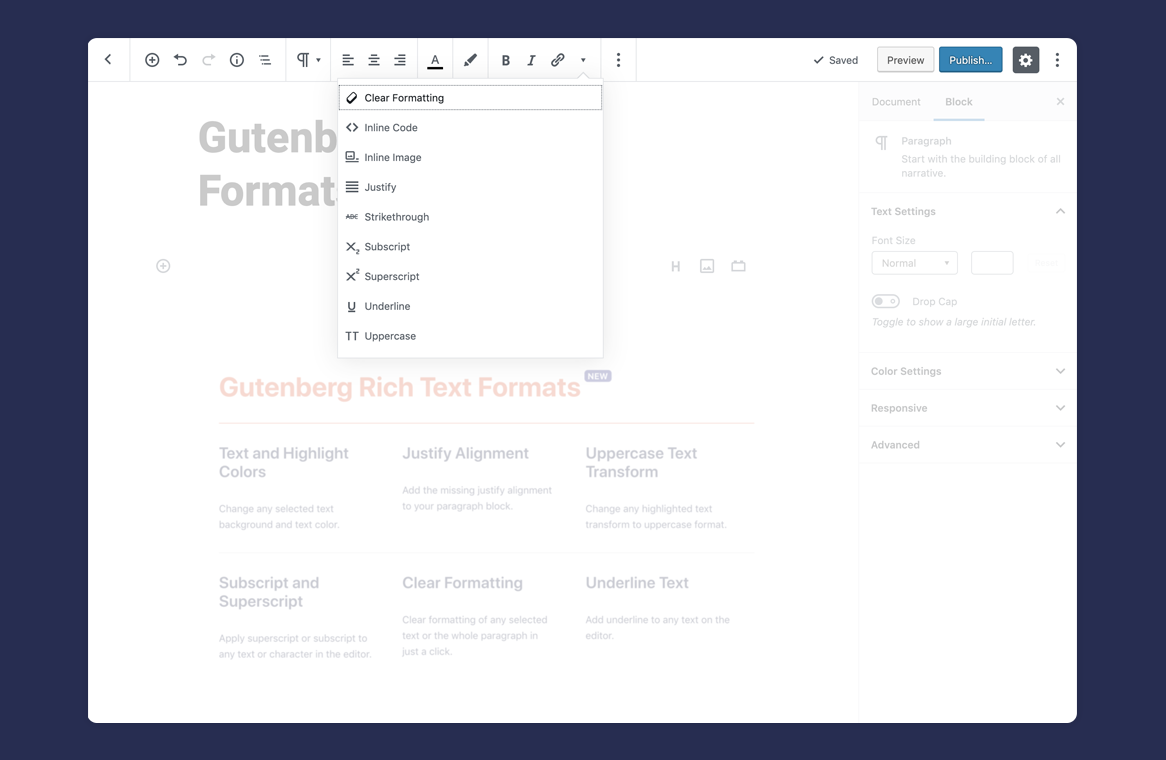 A
B
I
Saved
Preview
Publish...
Clear Formatting
Inline Code
Inline Image
Justify
ABC
Strikethrough
X2
Subscript
X2
Superscript
U
Underline
TT
Uppercase
Gutenb
Format
H
Gutenberg Rich Text Formats NEW
Text and Highlight
Colors
Change any selected text
background and text color.
Justify Alignment
Add the missing justify alignment
to your paragraph block.
Uppercase Text
Transform
Change any highlighted text
transform to uppercase format.
Subscript and
Superscript
Apply superscript or subscript to
any text or character in the editor.
Clear Formatting
Clear formatting of any selected
text or the whole paragraph in
just a click.
Underline Text
Add underline to any text on the
editor.
Document
Block
Paragraph
Start with the building block of all
narrative.
Text Settings
Font Size
Normal
Drop Cap
Toggle to show a large initial letter.
Color Settings
Responsive
Advanced